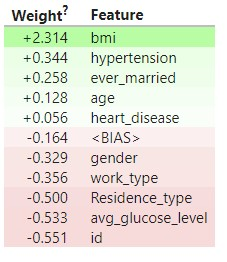 Weight? Feature
+2.314 bmi
+0.344 hypertension
+0.258 ever_married
+0.128 age
+0.056 heart_disease
-0.164 <BIAS>
-0.329 gender
-0.356 work_type
-0.500 Residence_type
-0.533 avg_glucose_level
-0.551 id